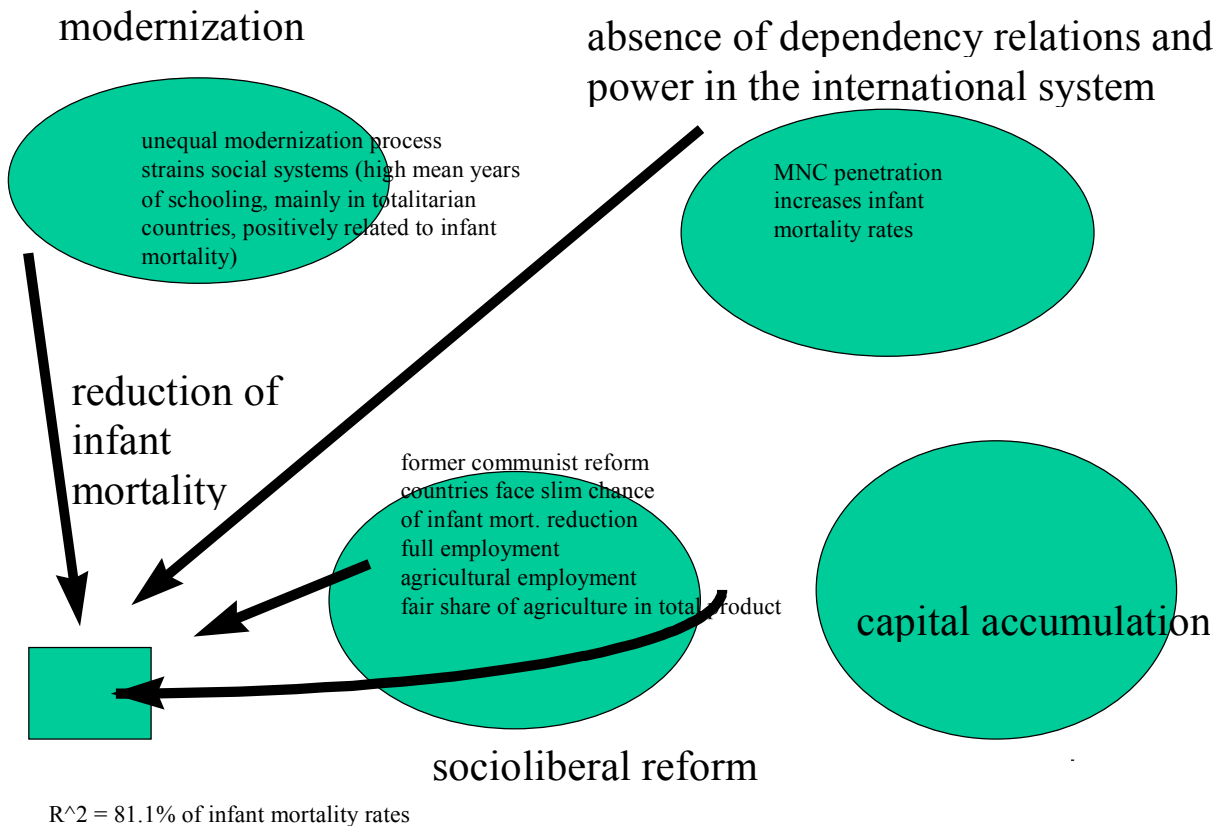 modernization
absence of dependency relations and
power in the international system
unequal modernization process
strains social systems (high mean years
of schooling, mainly in totalitarian
countries, positively related to infant
mortality)
MNC penetration
increases infant
mortality rates
reduction of
infant
mortality
former communist reform
countries face slim chance
of infant mort. reduction
full employment
agricultural employment
fair share of agriculture in total product
capital accumulation
socioliberal reform
-
R^2 = 81.1% of infant mortality rates